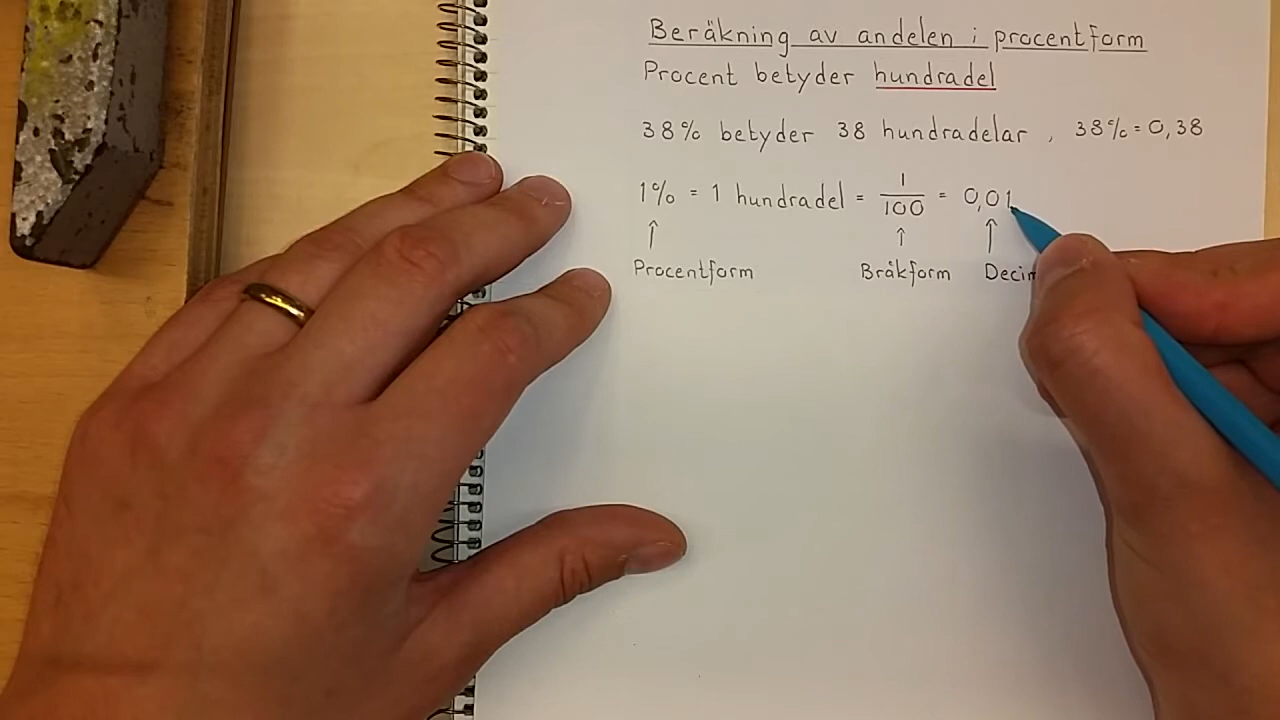 Beräkning av andelen i procentform
Procent betyder hundradel
38% betyder 38 hundradelar , 38% = 0,38
1% = 1 hundradel = 1/100 = 0,01
↑ ↑ ↑
Procentform Bråkform Decim